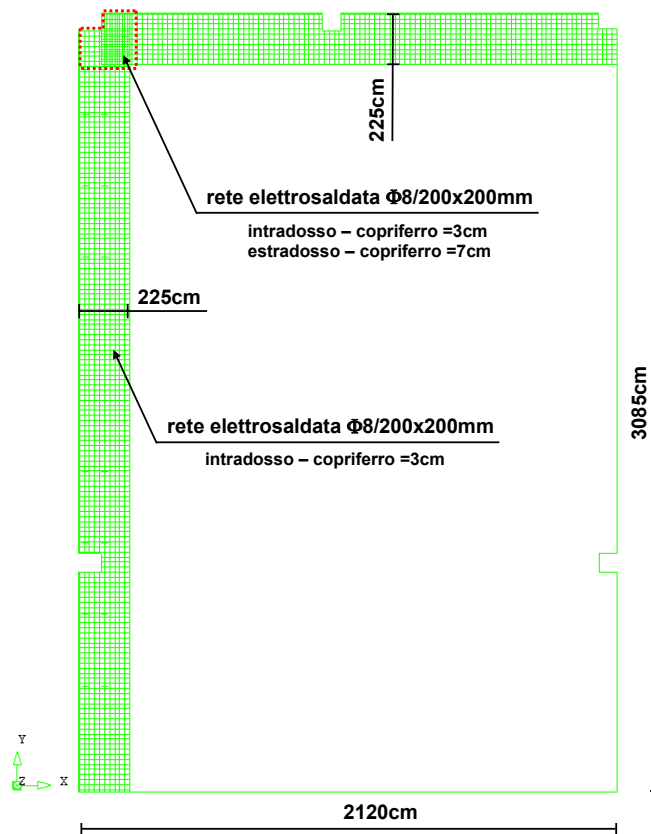 225cm
rete elettrosaldata Φ8/200x200mm
intradosso – copriferro =3cm
estradosso – copriferro =7cm
225cm
rete elettrosaldata Φ8/200x200mm
intradosso – copriferro =3cm
3085cm
Y
Z
X
2120cm